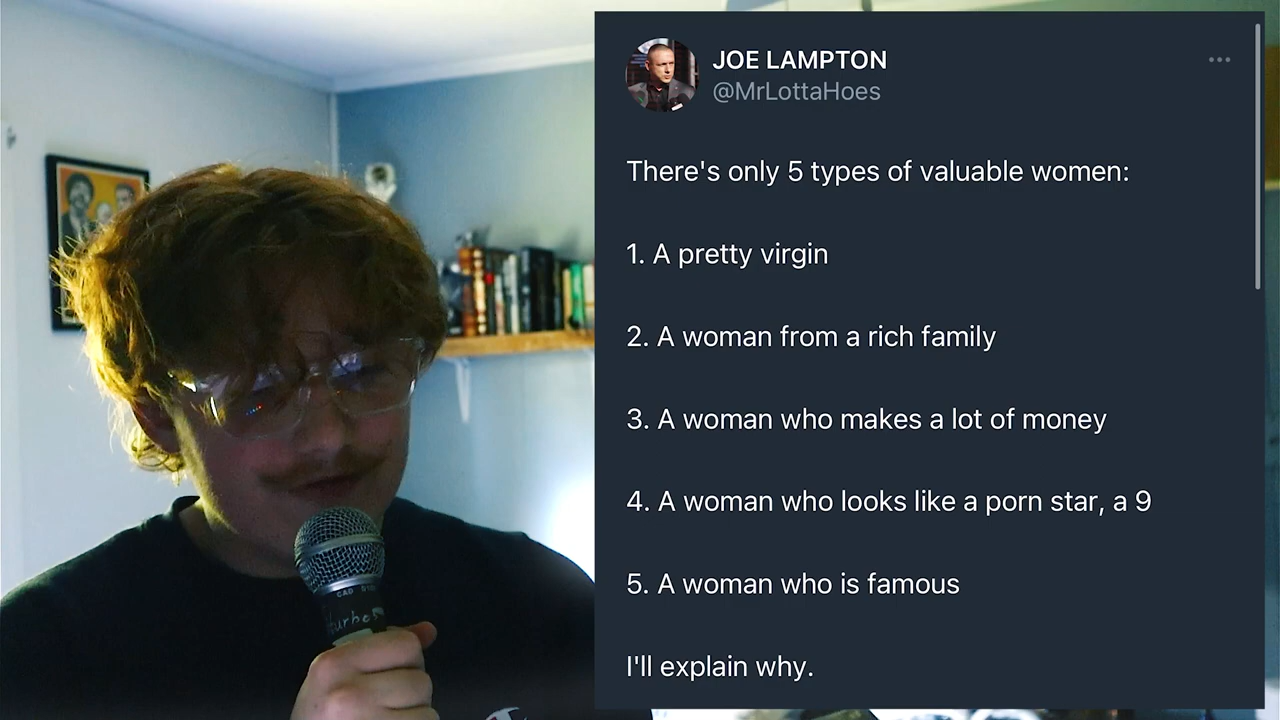 JOE LAMPTON
@MrLottaHoes
There's only 5 types of valuable women:
1. A pretty virgin
2. A woman from a rich family
3. A woman who makes a lot of money
4. A woman who looks like a porn star, a 9
5. A woman who is famous
I'll explain why.
CAD